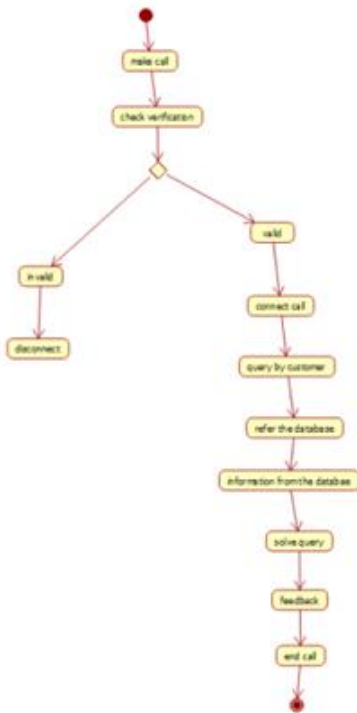 make call
check verification
valid
invalid
connect call
disconnect
query by customer
refer the database
information from the databse
solve query
feedback
end call